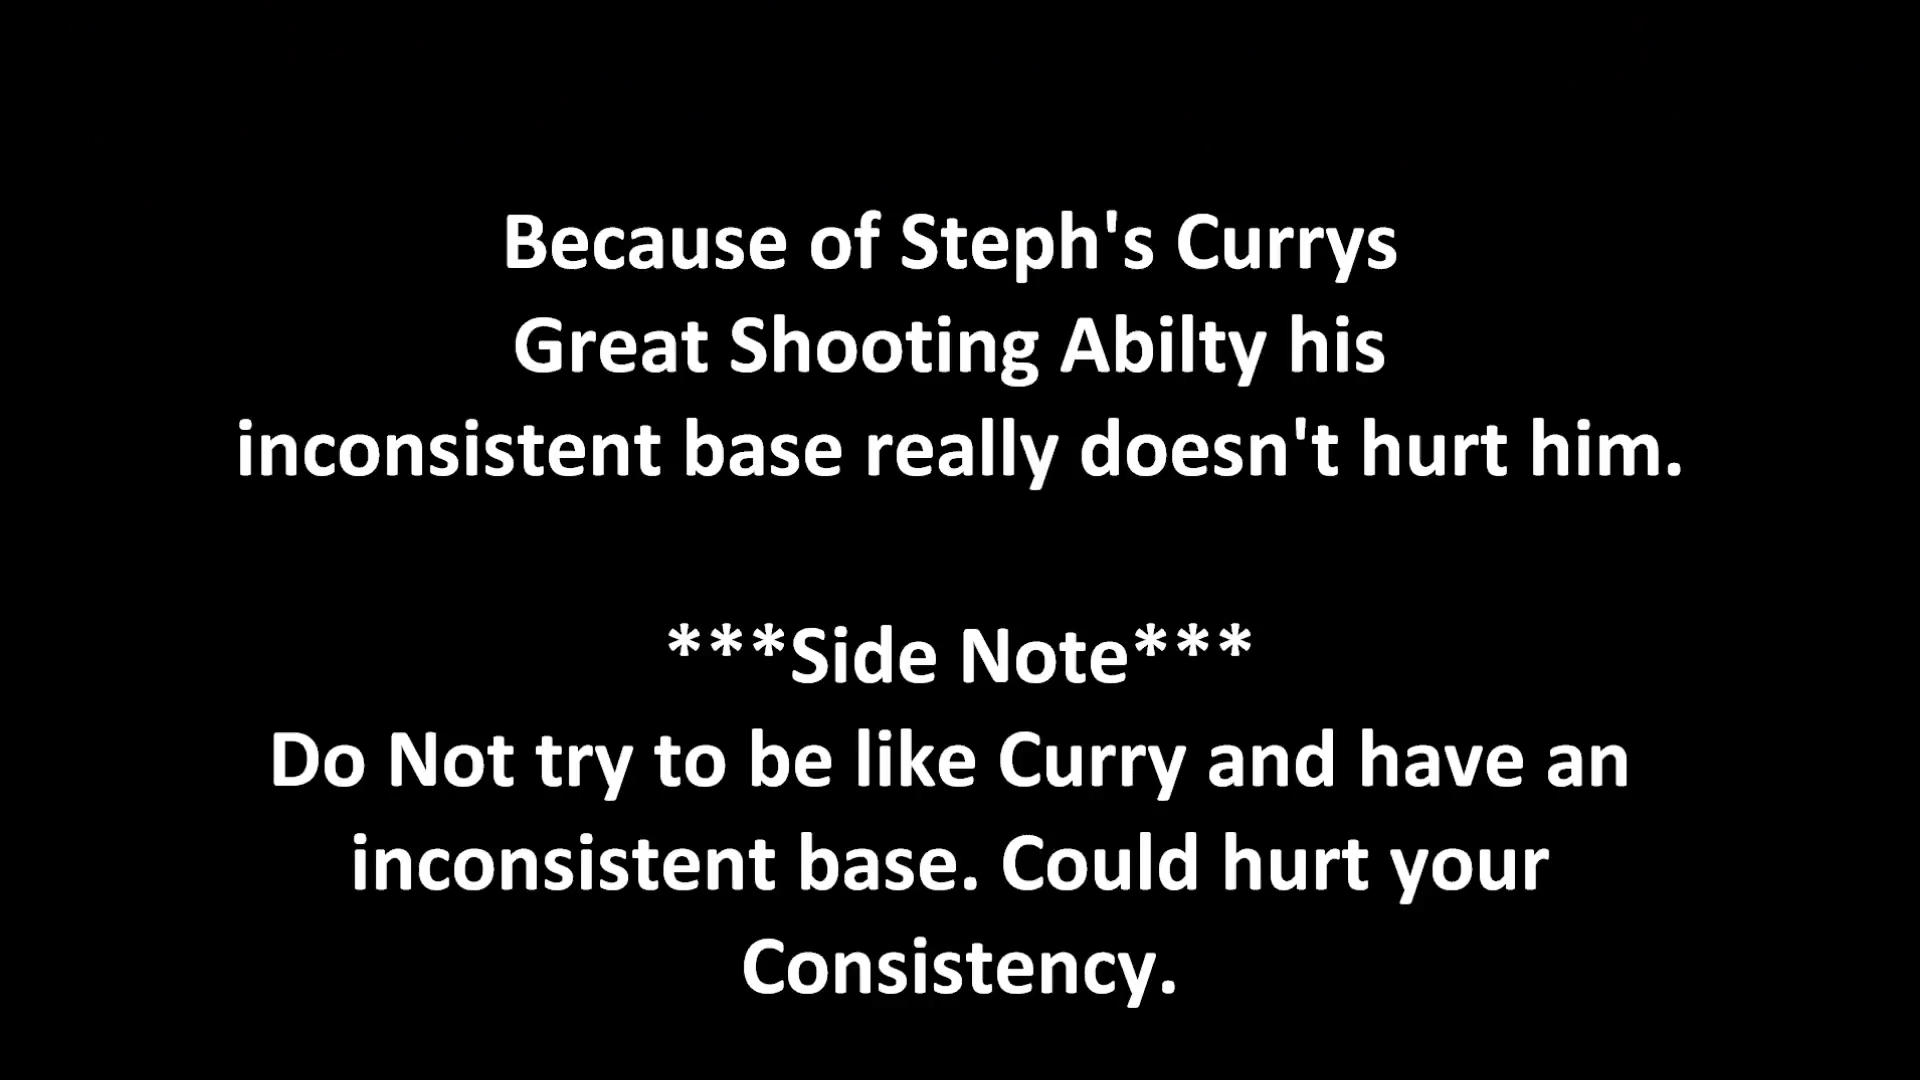 Because of Steph's Currys
Great Shooting Abilty his
inconsistent base really doesn't hurt him.
***Side Note***
Do Not try to be like Curry and have an
inconsistent base. Could hurt your
Consistency.